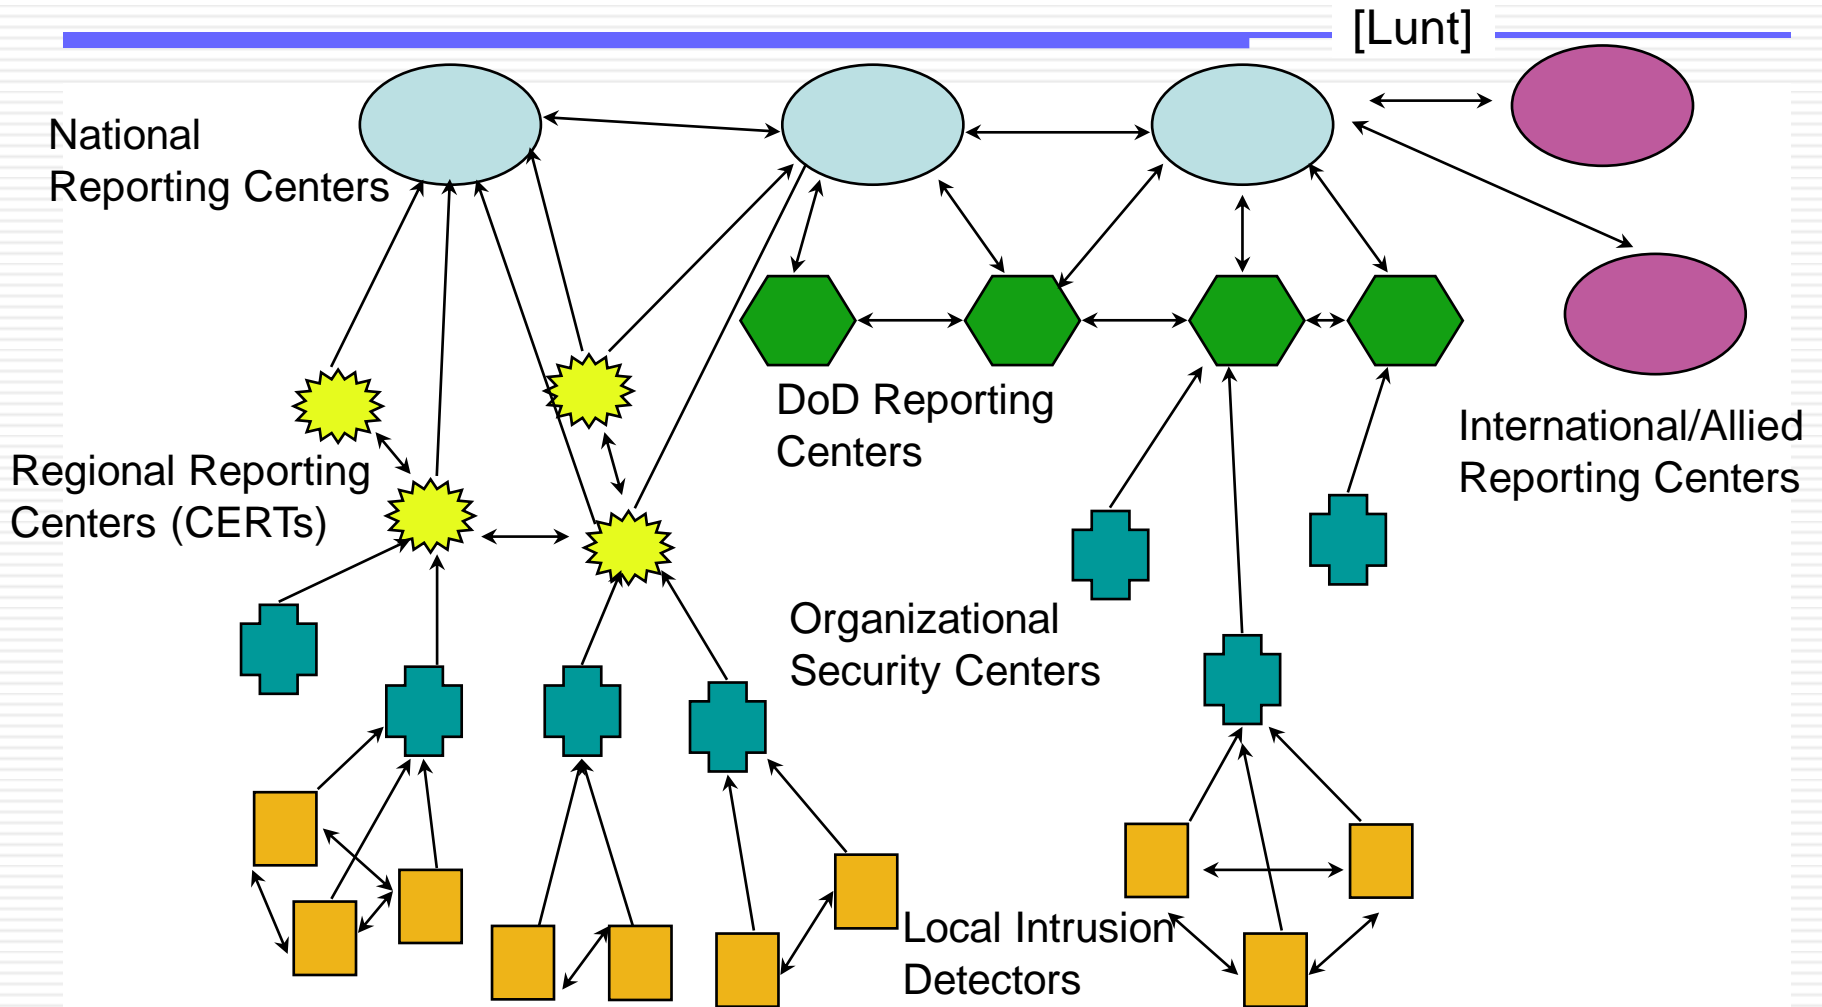 [Lunt]
National
Reporting Centers
DoD Reporting
Centers
International/Allied
Reporting Centers
Regional Reporting
Centers (CERTs)
Organizational
Security Centers
Local Intrusion
Detectors